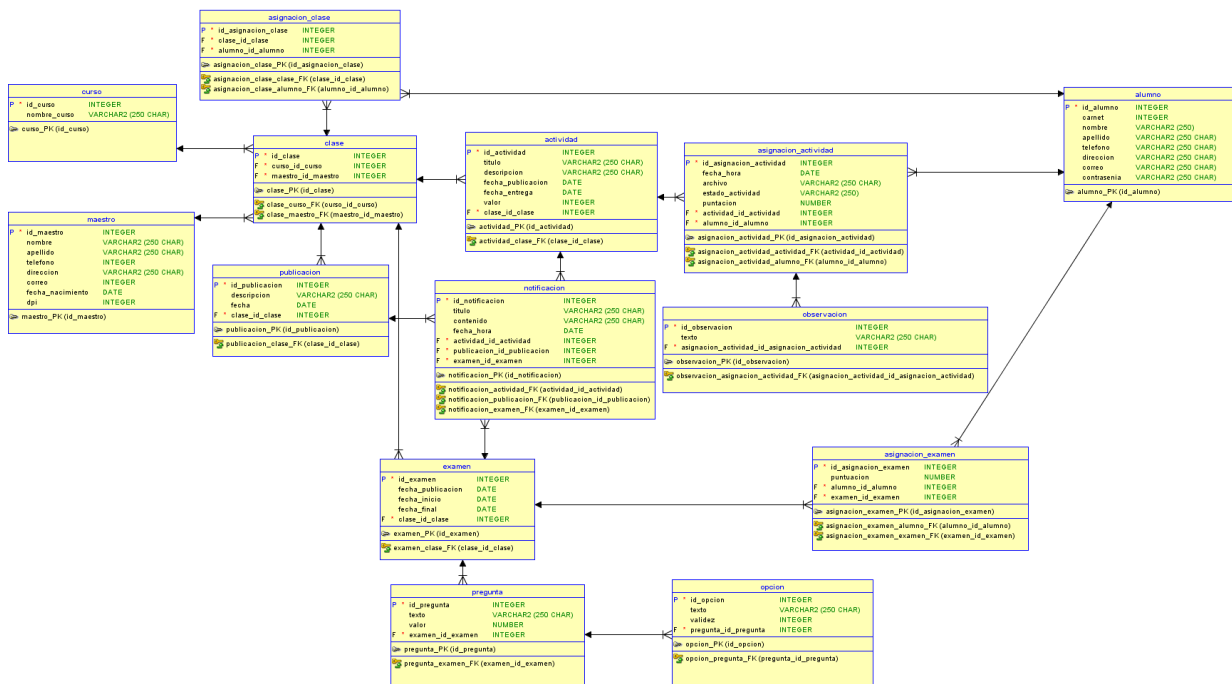 asignacion_clase
P * id_asignacion_clase INTEGER
F * clase_id_clase INTEGER
F * alumno_id_alumno INTEGER
asignacion_clase_PK (id_asignacion_clase)
asignacion_clase_clase_FK (clase_id_clase)
asignacion_clase_alumno_FK (alumno_id_alumno)
curso
P * id_curso INTEGER
nombre_curso VARCHAR2 (250 CHAR)
curso_PK (id_curso)
clase
P * id_clase INTEGER
F * curso_id_curso INTEGER
F * maestro_id_maestro INTEGER
clase_PK (id_clase)
clase_curso_FK (curso_id_curso)
clase_maestro_FK (maestro_id_maestro)
actividad
P * id_actividad INTEGER
titulo VARCHAR2 (250 CHAR)
descripcion VARCHAR2 (250 CHAR)
fecha_publicacion DATE
fecha_entrega DATE
valor INTEGER
F * clase_id_clase INTEGER
actividad_PK (id_actividad)
actividad_clase_FK (clase_id_clase)
asignacion_actividad
P * id_asignacion_actividad INTEGER
fecha_hora DATE
archivo VARCHAR2 (250 CHAR)
estado_actividad VARCHAR2 (250)
puntacion NUMBER
F * actividad_id_actividad INTEGER
F * alumno_id_alumno INTEGER
asignacion_actividad_PK (id_asignacion_actividad)
asignacion_actividad_actividad_FK (actividad_id_actividad)
asignacion_actividad_alumno_FK (alumno_id_alumno)
alumno
P * id_alumno INTEGER
carnet INTEGER
nombre VARCHAR2 (250)
apellido VARCHAR2 (250 CHAR)
telefono VARCHAR2 (250 CHAR)
direccion VARCHAR2 (250 CHAR)
correo VARCHAR2 (250 CHAR)
contrasenia VARCHAR2 (250 CHAR)
alumno_PK (id_alumno)
maestro
P * id_maestro INTEGER
nombre VARCHAR2 (250 CHAR)
apellido VARCHAR2 (250 CHAR)
telefono INTEGER
direccion VARCHAR2 (250 CHAR)
correo INTEGER
fecha_nacimiento DATE
dpi INTEGER
maestro_PK (id_maestro)
publicacion
P * id_publicacion INTEGER
descripcion VARCHAR2 (250 CHAR)
fecha DATE
F * clase_id_clase INTEGER
publicacion_PK (id_publicacion)
publicacion_clase_FK (clase_id_clase)
notificacion
P * id_notificacion INTEGER
titulo VARCHAR2 (250 CHAR)
contenido VARCHAR2 (250 CHAR)
fecha_hora DATE
F * actividad_id_actividad INTEGER
F * publicacion_id_publicacion INTEGER
F * examen_id_examen INTEGER
notificacion_PK (id_notificacion)
notificacion_actividad_FK (actividad_id_actividad)
notificacion_publicacion_FK (publicacion_id_publicacion)
notificacion_examen_FK (examen_id_examen)
observacion
P * id_observacion INTEGER
texto VARCHAR2 (250 CHAR)
F * asignacion_actividad_id_asignacion_actividad INTEGER
observacion_PK (id_observacion)
observacion_asignacion_actividad_FK (asignacion_actividad_id_asignacion_actividad)
examen
P * id_examen INTEGER
fecha_publicacion DATE
fecha_inicio DATE
fecha_final DATE
F * clase_id_clase INTEGER
examen_PK (id_examen)
examen_clase_FK (clase_id_clase)
asignacion_examen
P * id_asignacion_examen INTEGER
puntuacion NUMBER
F * alumno_id_alumno INTEGER
F * examen_id_examen INTEGER
asignacion_examen_PK (id_asignacion_examen)
asignacion_examen_alumno_FK (alumno_id_alumno)
asignacion_examen_examen_FK (examen_id_examen)
pregunta
P * id_pregunta INTEGER
texto VARCHAR2 (250 CHAR)
valor NUMBER
F * examen_id_examen INTEGER
pregunta_PK (id_pregunta)
pregunta_examen_FK (examen_id_examen)
opcion
P * id_opcion INTEGER
texto VARCHAR2 (250 CHAR)
validez INTEGER
F * pregunta_id_pregunta INTEGER
opcion_PK (id_opcion)
opcion_pregunta_FK (pregunta_id_pregunta)